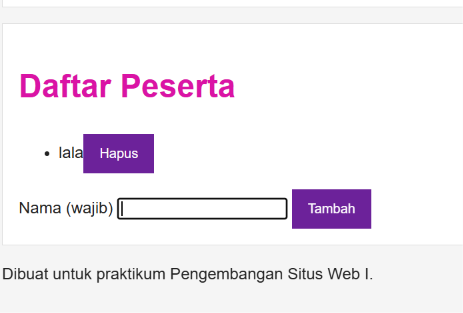 Daftar Peserta
lala Hapus
Nama (wajib) Tambah
Dibuat untuk praktikum Pengembangan Situs Web I.